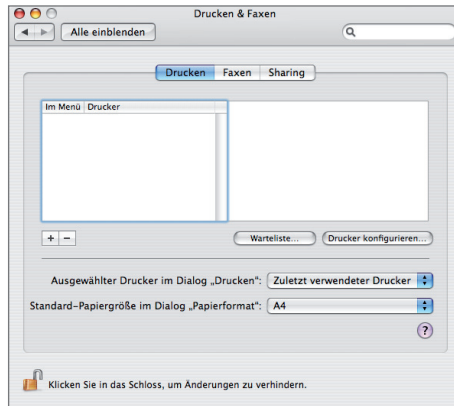 Drucken & Faxen
Alle einblenden
Drucken Faxen Sharing
Im Menü Drucker
+ −
Warteliste... Drucker konfigurieren...
Ausgewählter Drucker im Dialog „Drucken“: Zuletzt verwendeter Drucker
Standard-Papiergröße im Dialog „Papierformat“: A4
?
Klicken Sie in das Schloss, um Änderungen zu verhindern.